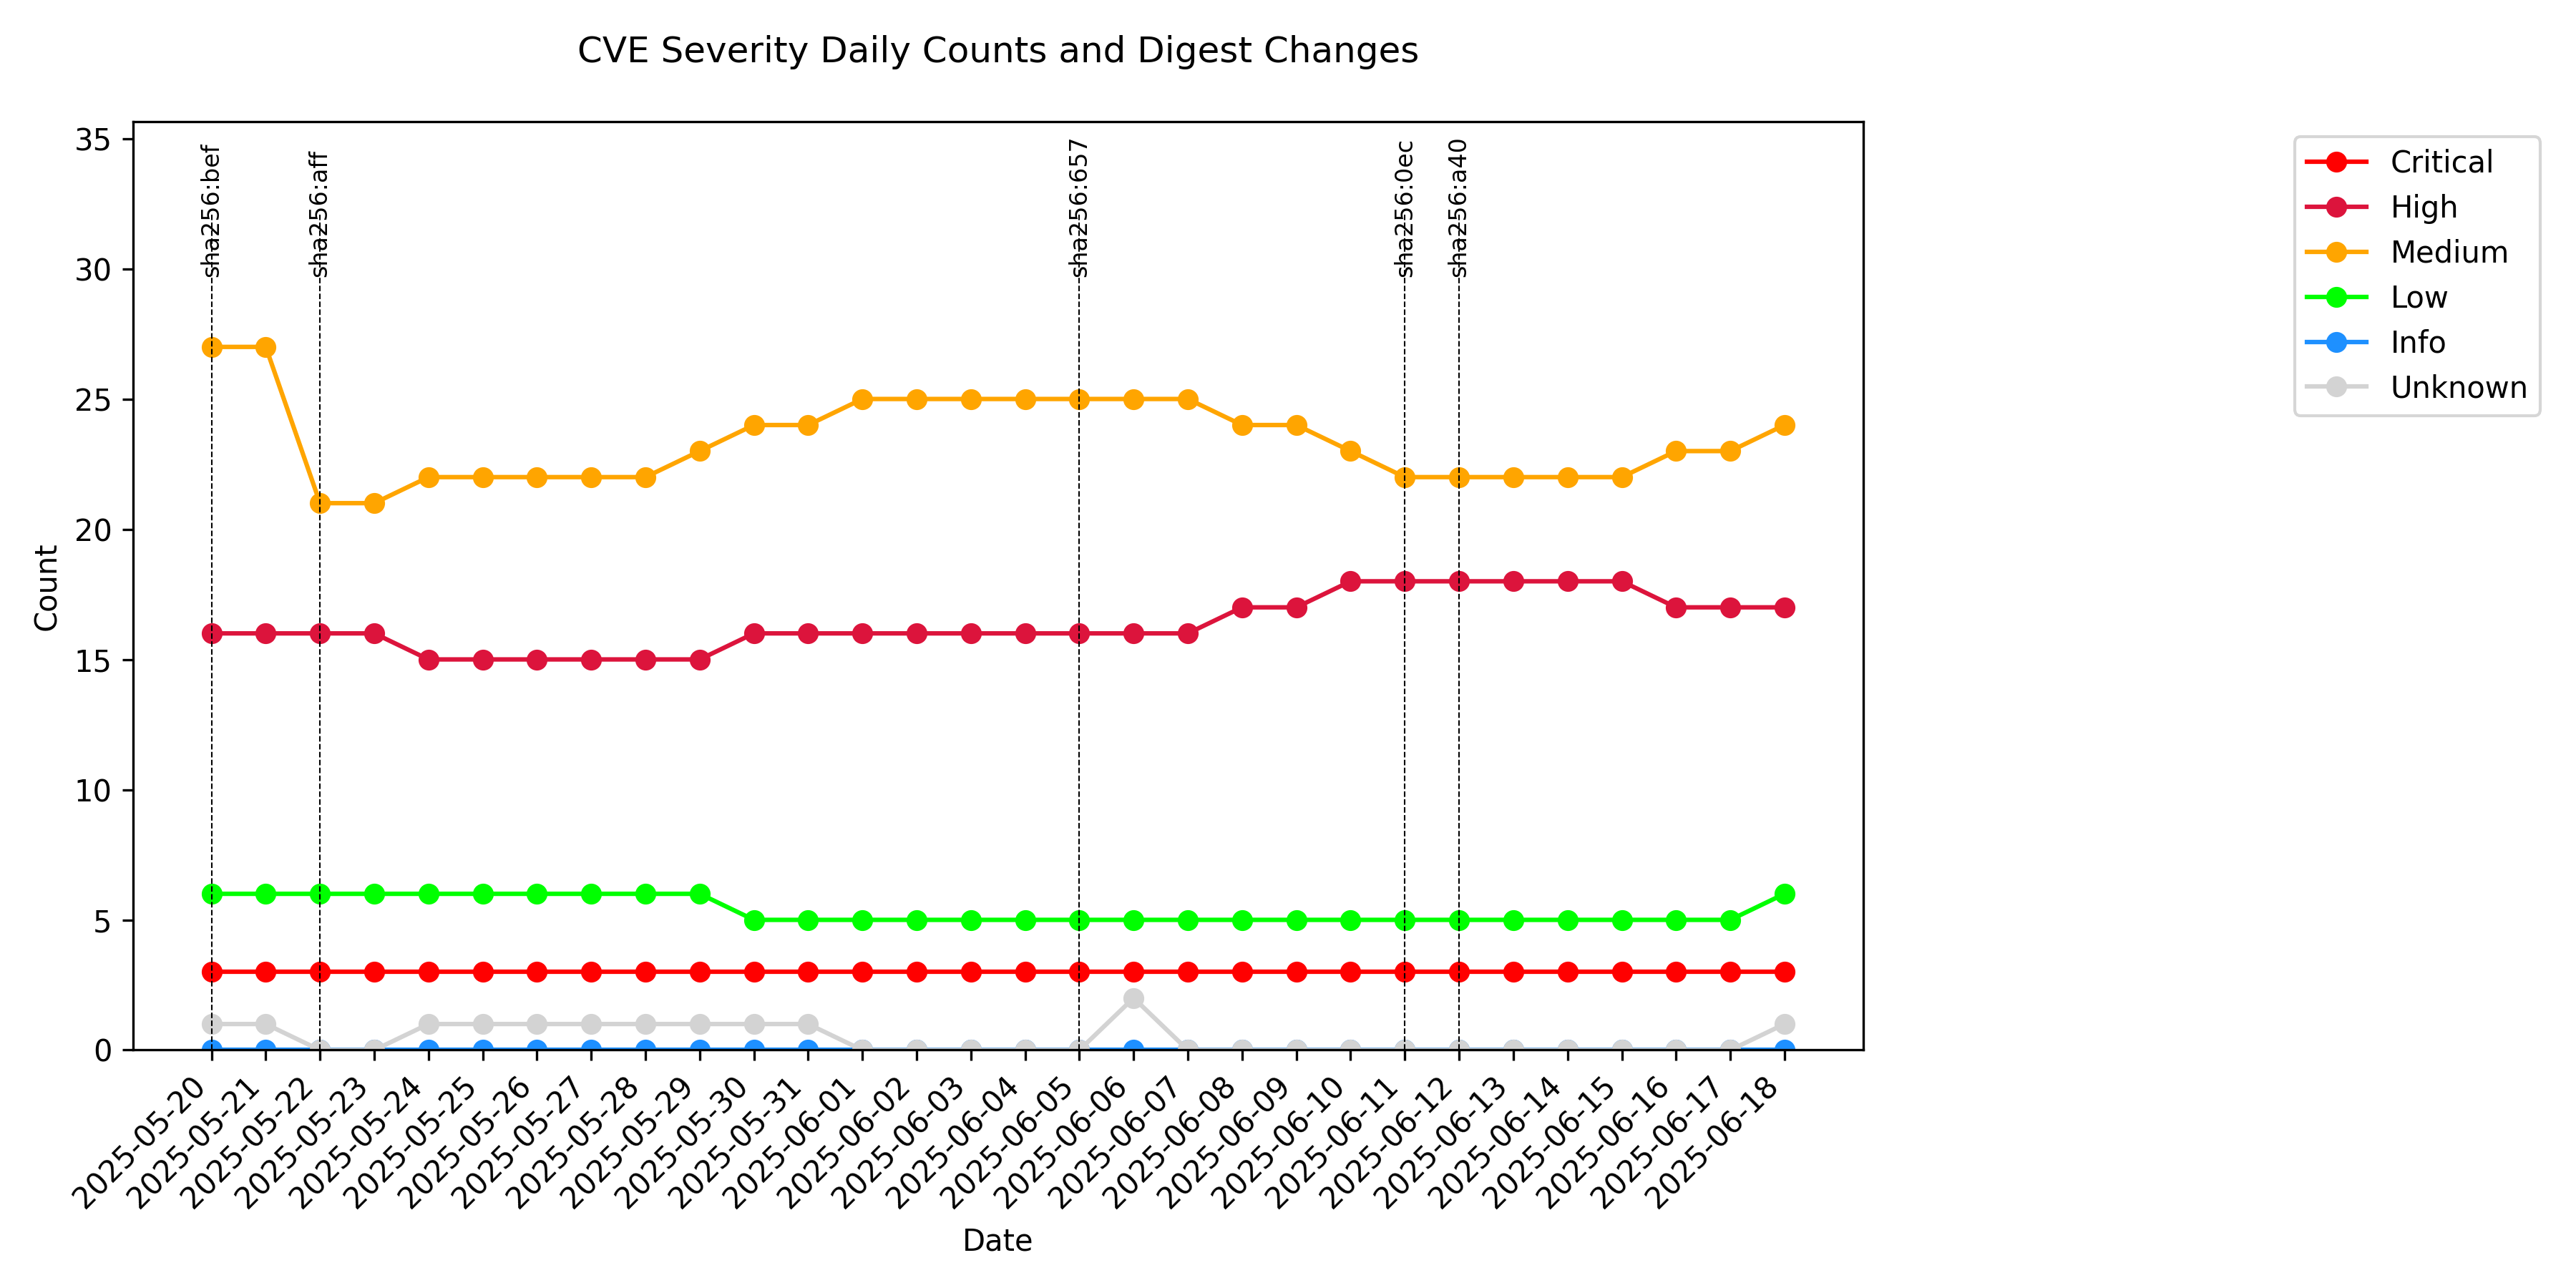 CVE Severity Daily Counts and Digest Changes
35
30
25
20
15
10
5
0
Count
sha256:bef
sha256:aff
sha256:657
sha256:0ec
sha256:a40
Critical
High
Medium
Low
Info
Unknown
2025-05-20
2025-05-21
2025-05-22
2025-05-23
2025-05-24
2025-05-25
2025-05-26
2025-05-27
2025-05-28
2025-05-29
2025-05-30
2025-05-31
2025-06-01
2025-06-02
2025-06-03
2025-06-04
2025-06-05
2025-06-06
2025-06-07
2025-06-08
2025-06-09
2025-06-10
2025-06-11
2025-06-12
2025-06-13
2025-06-14
2025-06-15
2025-06-16
2025-06-17
2025-06-18
Date